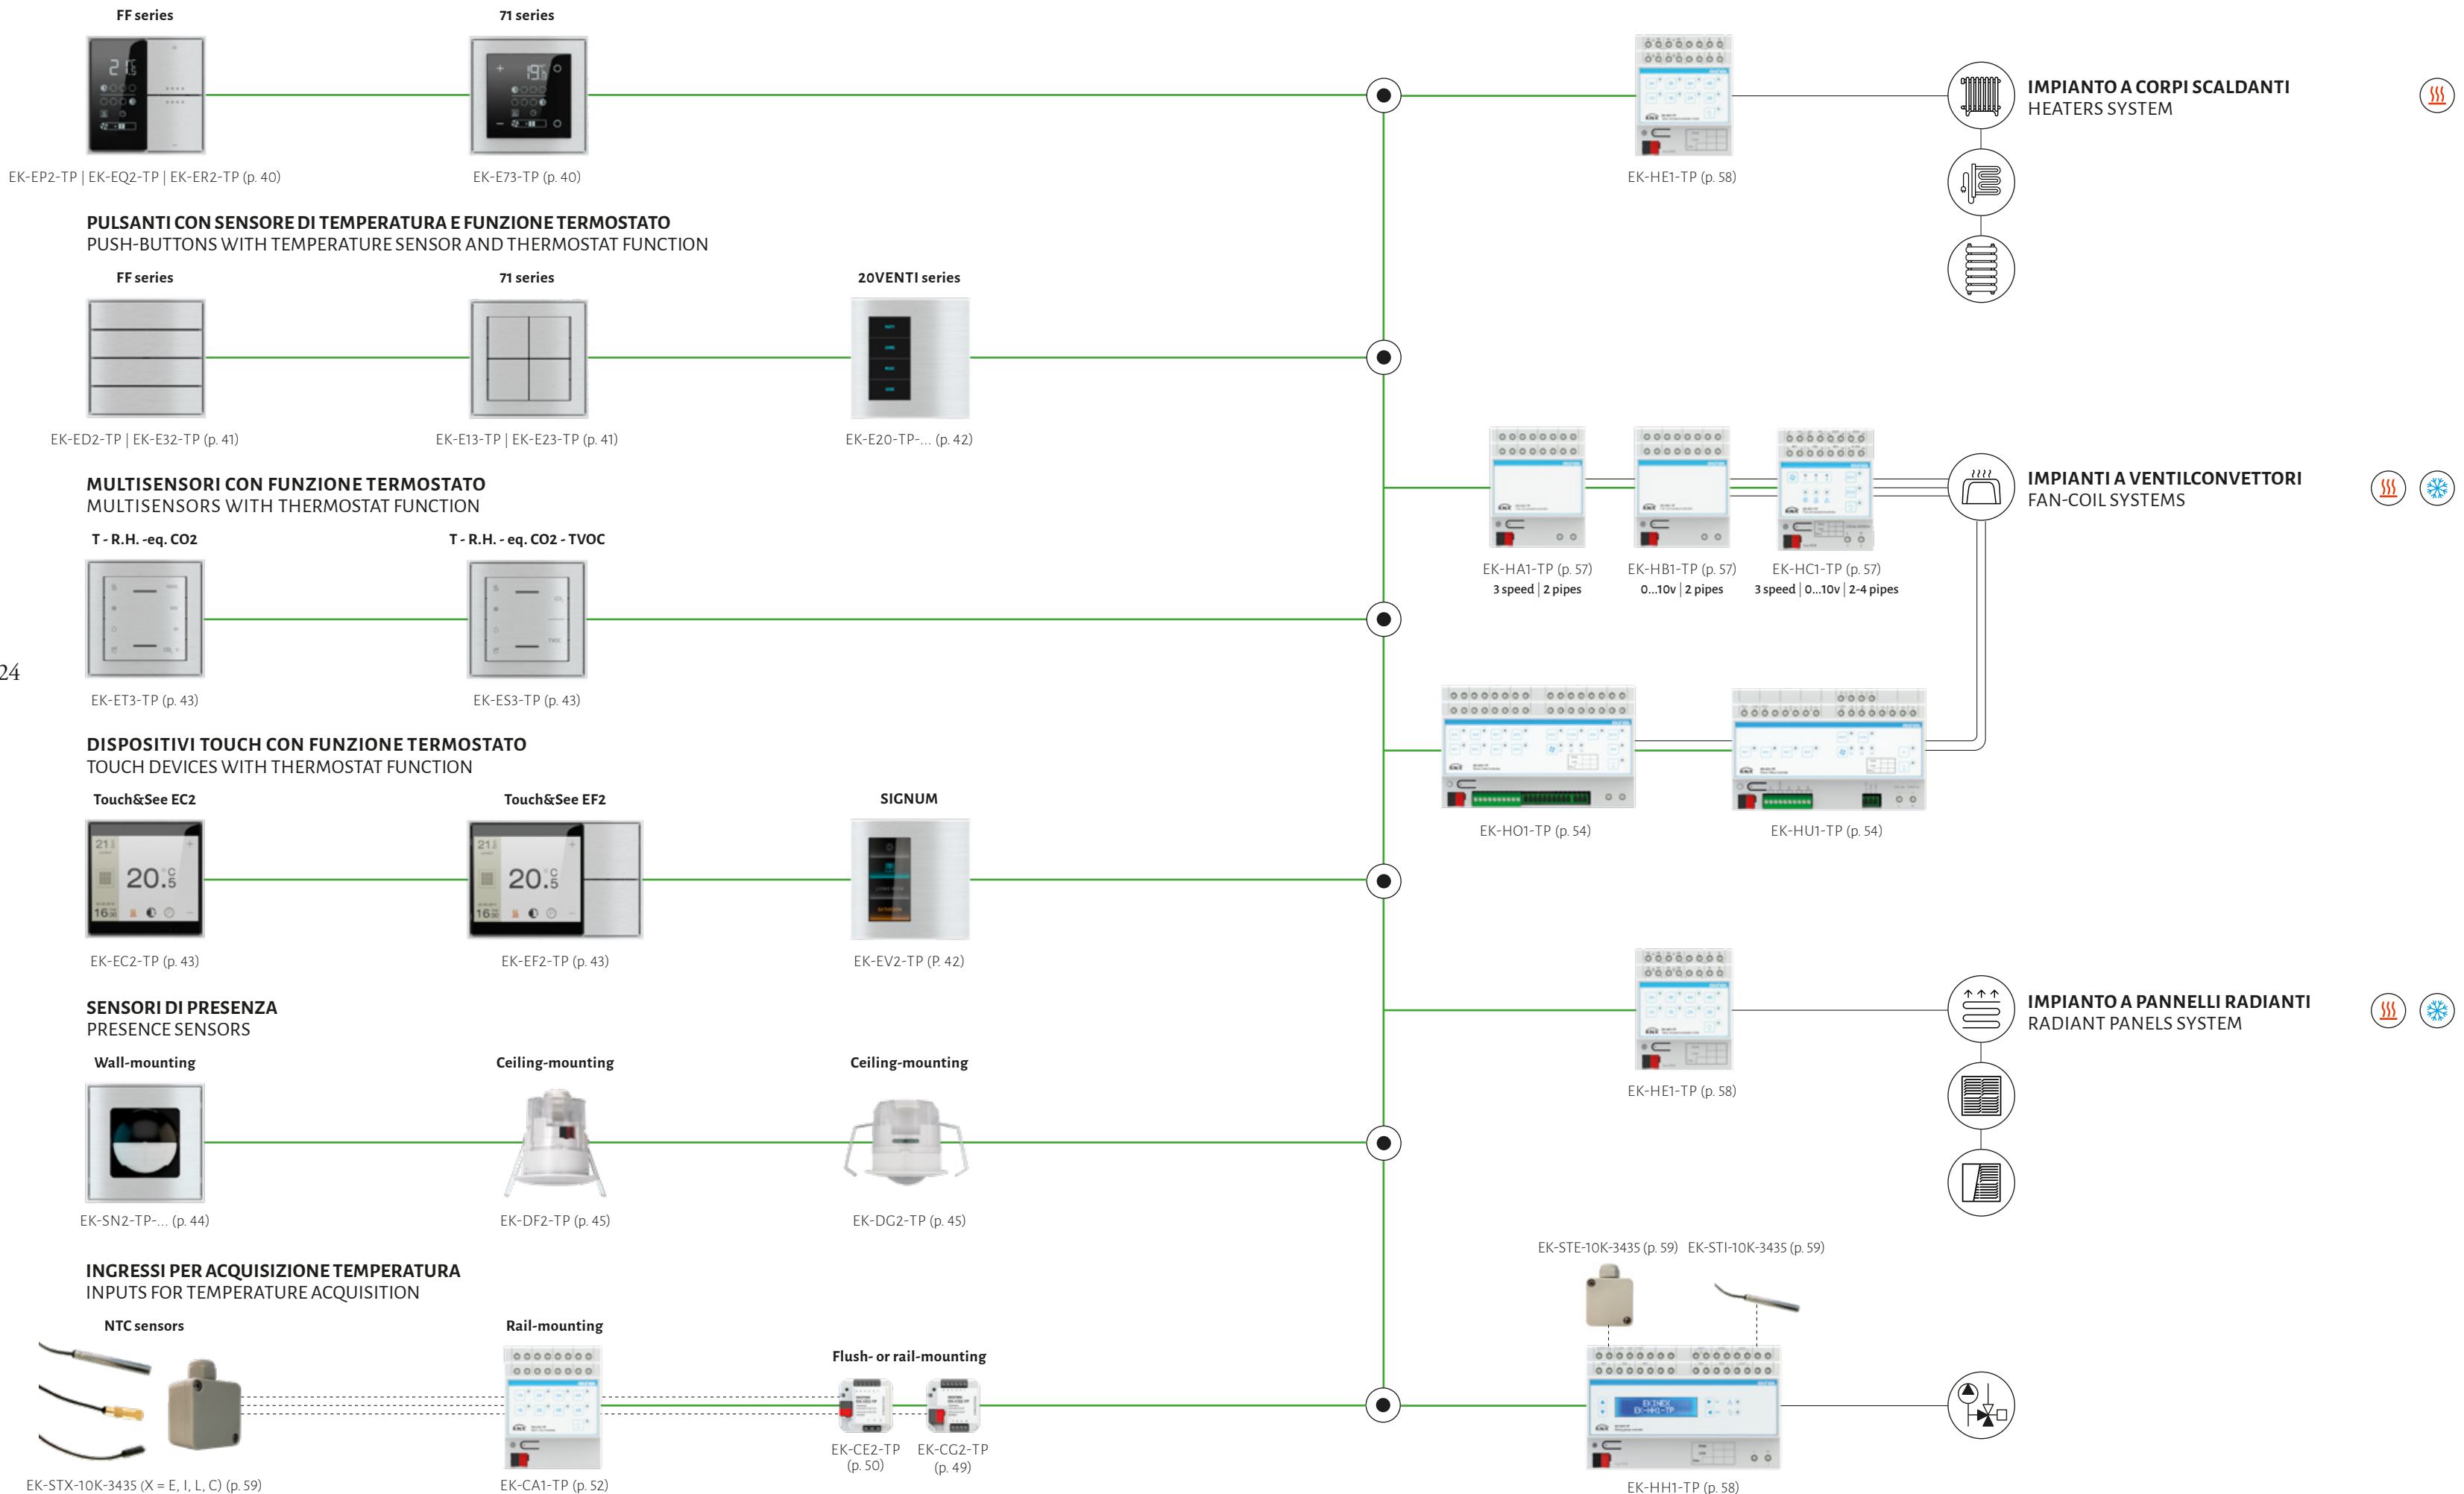 FF series
71 series
EK-EP2-TP | EK-EQ2-TP | EK-ER2-TP (p. 40)
EK-E73-TP (p. 40)
EK-HE1-TP (p. 58)
IMPIANTO A CORPI SCALDANTI
HEATERS SYSTEM
PULSANTI CON SENSORE DI TEMPERATURA E FUNZIONE TERMOSTATO
PUSH-BUTTONS WITH TEMPERATURE SENSOR AND THERMOSTAT FUNCTION
FF series
71 series
20VENTI series
EK-ED2-TP | EK-E32-TP (p. 41)
EK-E13-TP | EK-E23-TP (p. 41)
EK-E20-TP-... (p. 42)
MULTISENSORI CON FUNZIONE TERMOSTATO
MULTISENSORS WITH THERMOSTAT FUNCTION
T - R.H. -eq. CO2
T - R.H. - eq. CO2 - TVOC
EK-ET3-TP (p. 43)
EK-ES3-TP (p. 43)
EK-HA1-TP (p. 57)
3 speed | 2 pipes
EK-HB1-TP (p. 57)
0...10v | 2 pipes
EK-HC1-TP (p. 57)
3 speed | 0...10v | 2-4 pipes
IMPIANTI A VENTILCONVETTORI
FAN-COIL SYSTEMS
24
DISPOSITIVI TOUCH CON FUNZIONE TERMOSTATO
TOUCH DEVICES WITH THERMOSTAT FUNCTION
Touch&See EC2
Touch&See EF2
SIGNUM
20.5 °C
16:30
20.5 °C
16:30
EK-EC2-TP (p. 43)
EK-EF2-TP (p. 43)
EK-EV2-TP (P. 42)
EK-HO1-TP (p. 54)
EK-HU1-TP (p. 54)
SENSORI DI PRESENZA
PRESENCE SENSORS
Wall-mounting
Ceiling-mounting
Ceiling-mounting
EK-SN2-TP-... (p. 44)
EK-DF2-TP (p. 45)
EK-DG2-TP (p. 45)
EK-HE1-TP (p. 58)
IMPIANTO A PANNELLI RADIANTI
RADIANT PANELS SYSTEM
INGRESSI PER ACQUISIZIONE TEMPERATURA
INPUTS FOR TEMPERATURE ACQUISITION
NTC sensors
Rail-mounting
Flush- or rail-mounting
EK-STX-10K-3435 (X = E, I, L, C) (p. 59)
EK-CA1-TP (p. 52)
EK-CE2-TP
(p. 50)
EK-CG2-TP
(p. 49)
EK-STE-10K-3435 (p. 59)
EK-STI-10K-3435 (p. 59)
EKINEX
EK-HH1-TP
EK-HH1-TP (p. 58)